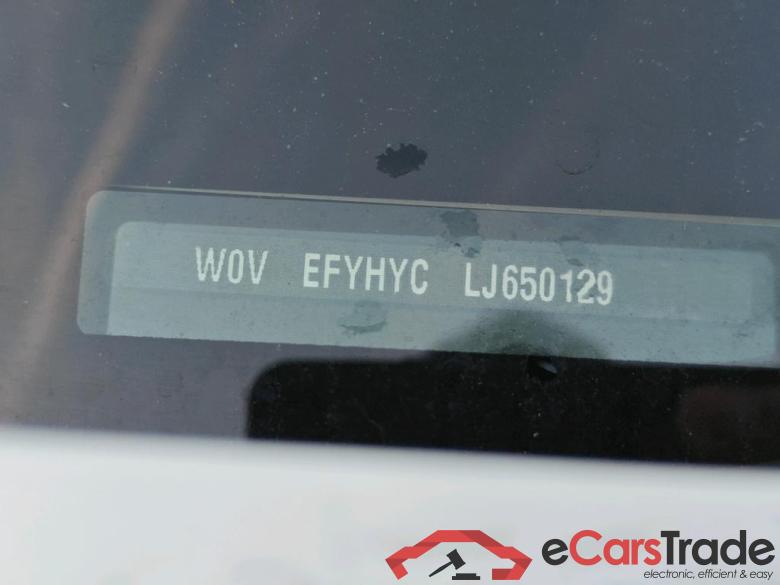 W0V EFYHYC LJ650129
eCarsTrade
electronic, efficient & easy